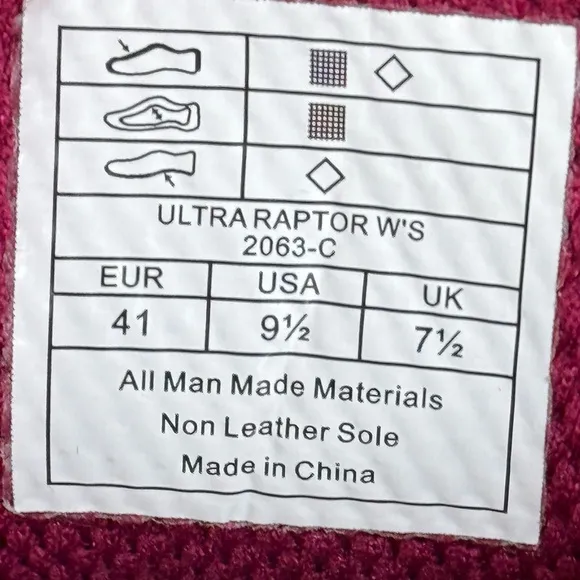 ULTRA RAPTOR W'S
2063-C
EUR USA UK
41 9½ 7½
All Man Made Materials
Non Leather Sole
Made in China